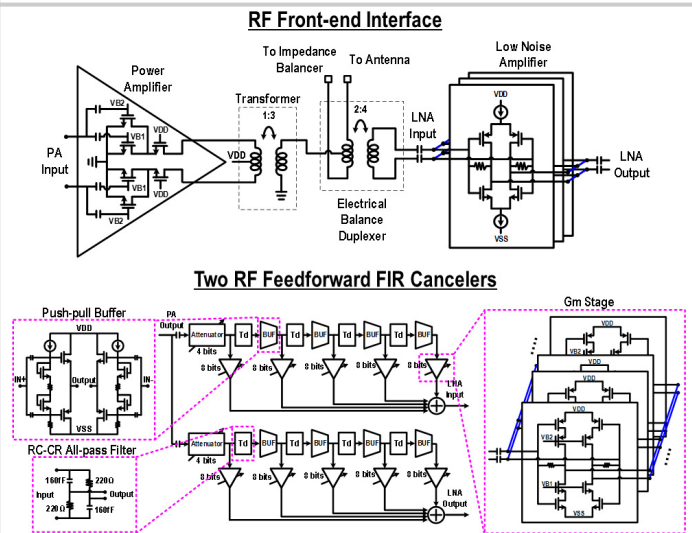 RF Front-end Interface
To Impedance
Balancer
To Antenna
Low Noise
Amplifier
Power
Amplifier
Transformer
1:3
2:4
LNA
Input
VDD
VB2
VB1
VDD
PA
Input
VDD
VB1
VDD
VB2
LNA
Output
Electrical
Balance
Duplexer
VSS
Two RF Feedforward FIR Cancelers
Push-pull Buffer
VDD
IN+
Output
IN-
VSS
PA
Output
Attenuator
4 bits
Td
BUF
Td
BUF
Td
BUF
Td
BUF
8 bits
8 bits
8 bits
8 bits
8 bits
LNA
Input
Gm Stage
VDD
VB2
VDD
VDD
VB2
VB1
VSS
RC-CR All-pass Filter
160fF
220Ω
Input
Output
220Ω
160fF
Attenuator
4 bits
Td
BUF
Td
BUF
Td
BUF
Td
BUF
8 bits
8 bits
8 bits
8 bits
8 bits
LNA
Output